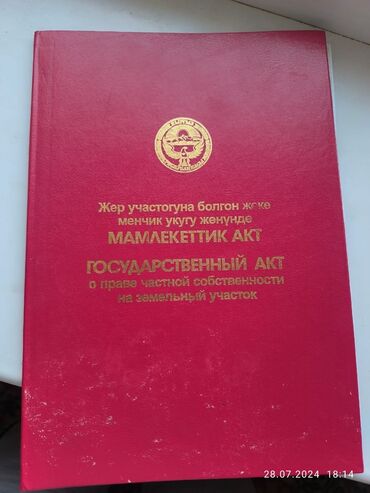 Жер участогуна болгон жеке
менчик укугу жөнүндө
МАМЛЕКЕТТИК АКТ
ГОСУДАРСТВЕННЫЙ АКТ
о праве частной собственности
на земельный участок
28.07.2024 18:14